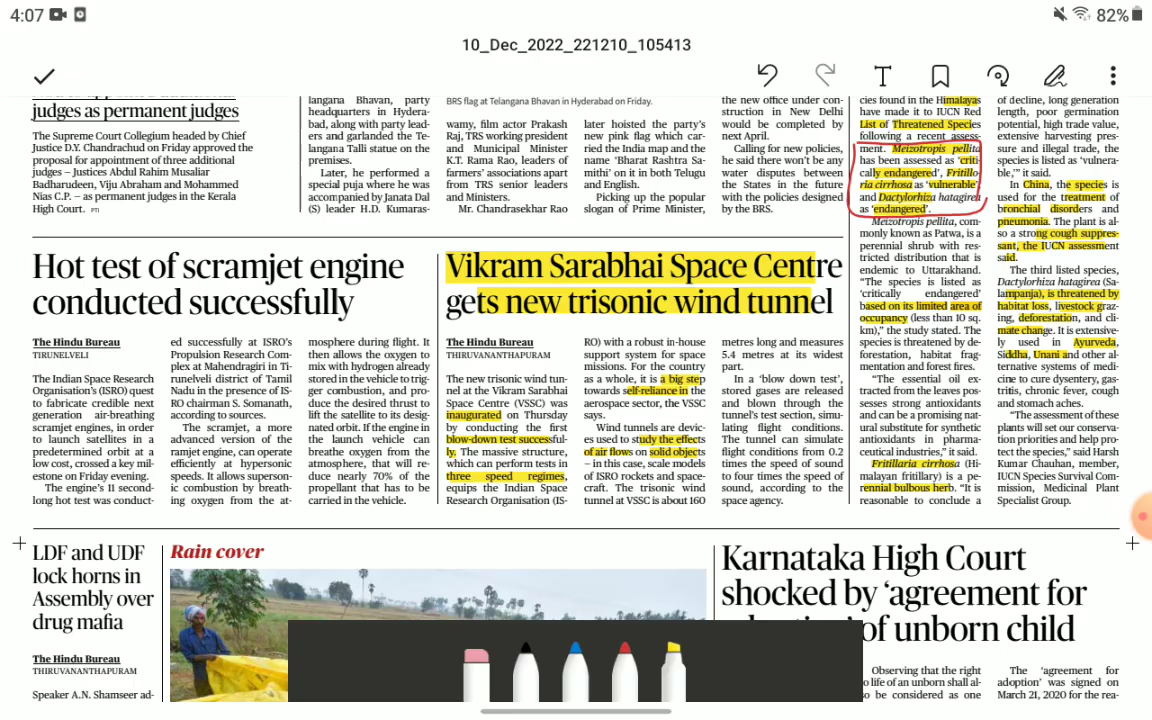 4:07
82%
10_Dec_2022_221210_105413
T
judges as permanent judges
The Supreme Court Collegium headed by Chief
Justice D.Y. Chandrachud on Friday approved the
proposal for appointment of three additional
judges – Justices Abdul Rahim Musaliar
Badharudeen, Viju Abraham and Mohammed
Nias C.P. – as permanent judges in the Kerala
High Court. PTI
langana Bhavan, party
headquarters in Hydera-
bad, along with party lead-
ers and garlanded the Te-
langana Talli statue on the
premises.
Later, he performed a
special puja where he was
accompanied by Janata Dal
(S) leader H.D. Kumaras-
BRS flag at Telangana Bhavan in Hyderabad on Friday.
wamy, film actor Prakash
Raj, TRS working president
and Municipal Minister
K.T. Rama Rao, leaders of
farmers' associations apart
from TRS senior leaders
and Ministers.
Mr. Chandrasekhar Rao
later hoisted the party's
new pink flag which car-
ried the India map and the
name 'Bharat Rashtra Sa-
mithi' on it in both Telugu
and English.
Picking up the popular
slogan of Prime Minister,
the new office under con-
struction in New Delhi
would be completed by
next April.
Calling for new policies,
he said there won't be any
water disputes between
the States in the future
with the policies designed
by the BRS.
cies found in the Himalayas
have made it to IUCN Red
List of Threatened Species
following a recent assess-
ment. Meizotropis pellita
has been assessed as 'criti-
cally endangered', Fritillo-
ria cirrhosa as 'vulnerable',
and Dactylorhiza hatagirea
as 'endangered'.
Meizotropis pellita, com-
monly known as Patwa, is a
perennial shrub with res-
tricted distribution that is
endemic to Uttarakhand.
"The species is listed as
'critically endangered'
based on its limited area of
occupancy (less than 10 sq.
km)," the study stated. The
species is threatened by de-
forestation, habitat frag-
mentation and forest fires.
"The essential oil ex-
tracted from the leaves pos-
sesses strong antioxidants
and can be a promising nat-
ural substitute for synthetic
antioxidants in pharma-
ceutical industries," it said.
Fritillaria cirrhosa (Hi-
malayan fritillary) is a pe-
rennial bulbous herb. "It is
reasonable to conclude a
of decline, long generation
length, poor germination
potential, high trade value,
extensive harvesting pres-
sure and illegal trade, the
species is listed as 'vulnera-
ble,'" it said.
In China, the species is
used for the treatment of
bronchial disorders and
pneumonia. The plant is al-
so a strong cough suppres-
sant, the IUCN assessment
said.
The third listed species,
Dactylorhiza hatagirea (Sa-
lampanja), is threatened by
habitat loss, livestock graz-
ing, deforestation, and cli-
mate change. It is extensive-
ly used in Ayurveda,
Siddha, Unani and other al-
ternative systems of medi-
cine to cure dysentery, gas-
tritis, chronic fever, cough
and stomach aches.
"The assessment of these
plants will set our conserva-
tion priorities and help pro-
tect the species," said Harsh
Kumar Chauhan, member,
IUCN Species Survival Com-
mission, Medicinal Plant
Specialist Group.
Hot test of scramjet engine
conducted successfully
The Hindu Bureau
TIRUNELVELI
The Indian Space Research
Organisation's (ISRO) quest
to fabricate credible next
generation air-breathing
scramjet engines, in order
to launch satellites in a
predetermined orbit at a
low cost, crossed a key mil-
estone on Friday evening.
The engine's 11 second-
long hot test was conduct-
ed successfully at ISRO's
Propulsion Research Com-
plex at Mahendragiri in Ti-
runelveli district of Tamil
Nadu in the presence of IS-
RO chairman S. Somanath,
according to sources.
The scramjet, a more
advanced version of the
ramjet engine, can operate
efficiently at hypersonic
speeds. It allows superson-
ic combustion by breath-
ing oxygen from the at-
mosphere during flight. It
then allows the oxygen to
mix with hydrogen already
stored in the vehicle to trig-
ger combustion, and pro-
duce the desired thrust to
lift the satellite to its desig-
nated orbit. If the engine in
the launch vehicle can
breathe oxygen from the
atmosphere, that will re-
duce nearly 70% of the
propellant that has to be
carried in the vehicle.
Vikram Sarabhai Space Centre
gets new trisonic wind tunnel
The Hindu Bureau
THIRUVANANTHAPURAM
The new trisonic wind tun-
nel at the Vikram Sarabhai
Space Centre (VSSC) was
inaugurated on Thursday
by conducting the first
blow-down test successful-
ly. The massive structure,
which can perform tests in
three speed regimes,
equips the Indian Space
Research Organisation (IS-
RO) with a robust in-house
support system for space
missions. For the country
as a whole, it is a big step
towards self-reliance in the
aerospace sector, the VSSC
says.
Wind tunnels are devic-
es used to study the effects
of air flows on solid objects
– in this case, scale models
of ISRO rockets and space-
craft. The trisonic wind
tunnel at VSSC is about 160
metres long and measures
5.4 metres at its widest
part.
In a 'blow down test',
stored gases are released
and blown through the
tunnel's test section, simu-
lating flight conditions.
The tunnel can simulate
flight conditions from 0.2
times the speed of sound
to four times the speed of
sound, according to the
space agency.
LDF and UDF
lock horns in
Assembly over
drug mafia
The Hindu Bureau
THIRUVANANTHAPURAM
Speaker A.N. Shamseer ad-
Rain cover
Karnataka High Court
shocked by 'agreement for
of unborn child
Observing that the right
o life of an unborn shall al-
so be considered as one
The 'agreement for
adoption' was signed on
March 21, 2020 for the rea-